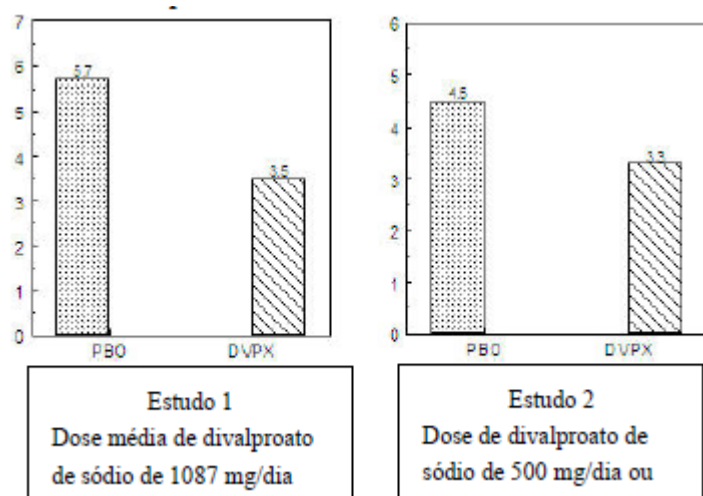 7
6
5
4
3
2
1
0
5,7
3,5
PBO
DVPX
6
5
4
3
2
1
0
4,5
3,3
PBO
DVPX
Estudo 1
Dose média de divalproato
de sódio de 1087 mg/dia
Estudo 2
Dose de divalproato de
sódio de 500 mg/dia ou